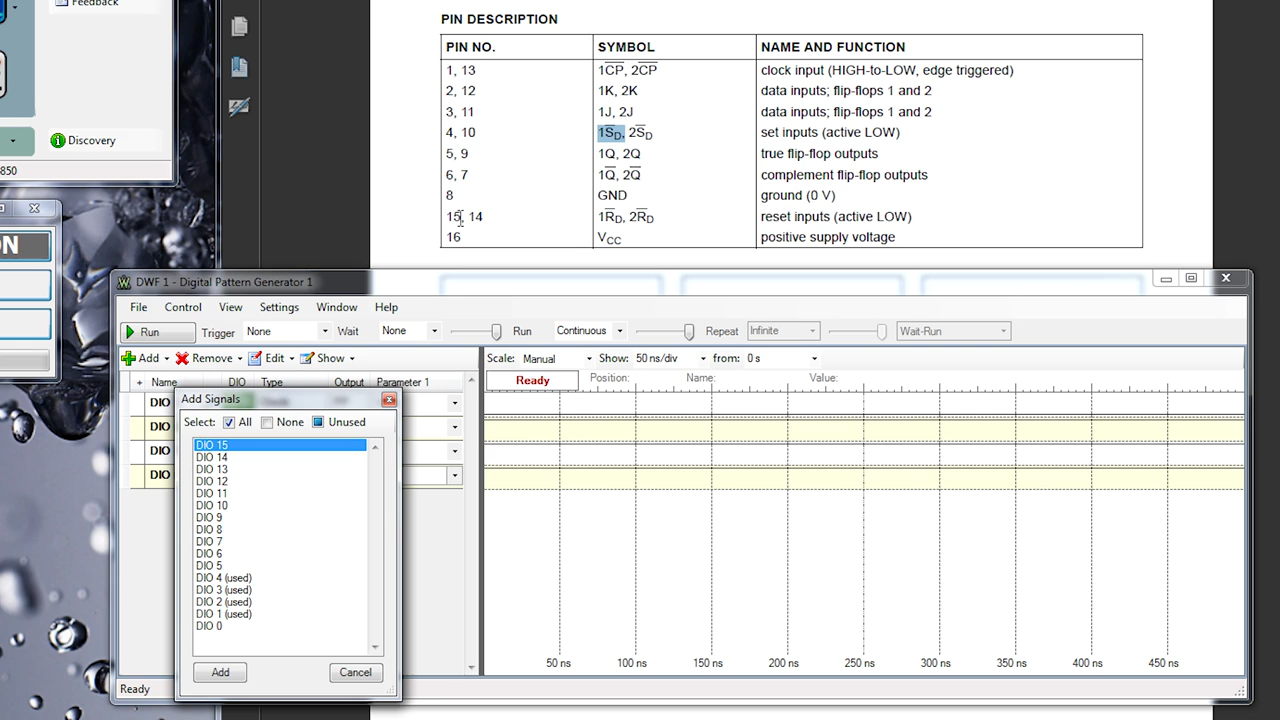 Feedback
PIN DESCRIPTION
PIN NO. SYMBOL NAME AND FUNCTION
1, 13 1C̅P̅, 2C̅P̅ clock input (HIGH-to-LOW, edge triggered)
2, 12 1K, 2K data inputs; flip-flops 1 and 2
3, 11 1J, 2J data inputs; flip-flops 1 and 2
4, 10 1S̅D, 2S̅D set inputs (active LOW)
5, 9 1Q, 2Q true flip-flop outputs
6, 7 1Q̅, 2Q̅ complement flip-flop outputs
8 GND ground (0 V)
15, 14 1R̅D, 2R̅D reset inputs (active LOW)
16 VCC positive supply voltage
Discovery
850
ON
DWF 1 - Digital Pattern Generator 1
File Control View Settings Window Help
Run Trigger None Wait None Run Continuous Repeat Infinite Wait-Run
Add Remove Edit Show
Scale: Manual Show: 50 ns/div from: 0 s
Name DIO Type Output Parameter 1
Ready Position: Name: Value:
DIO
DIO
DIO
DIO
Add Signals
Select: All None Unused
DIO 15
DIO 14
DIO 13
DIO 12
DIO 11
DIO 10
DIO 9
DIO 8
DIO 7
DIO 6
DIO 5
DIO 4 (used)
DIO 3 (used)
DIO 2 (used)
DIO 1 (used)
DIO 0
Add Cancel
50 ns 100 ns 150 ns 200 ns 250 ns 300 ns 350 ns 400 ns 450 ns
Ready